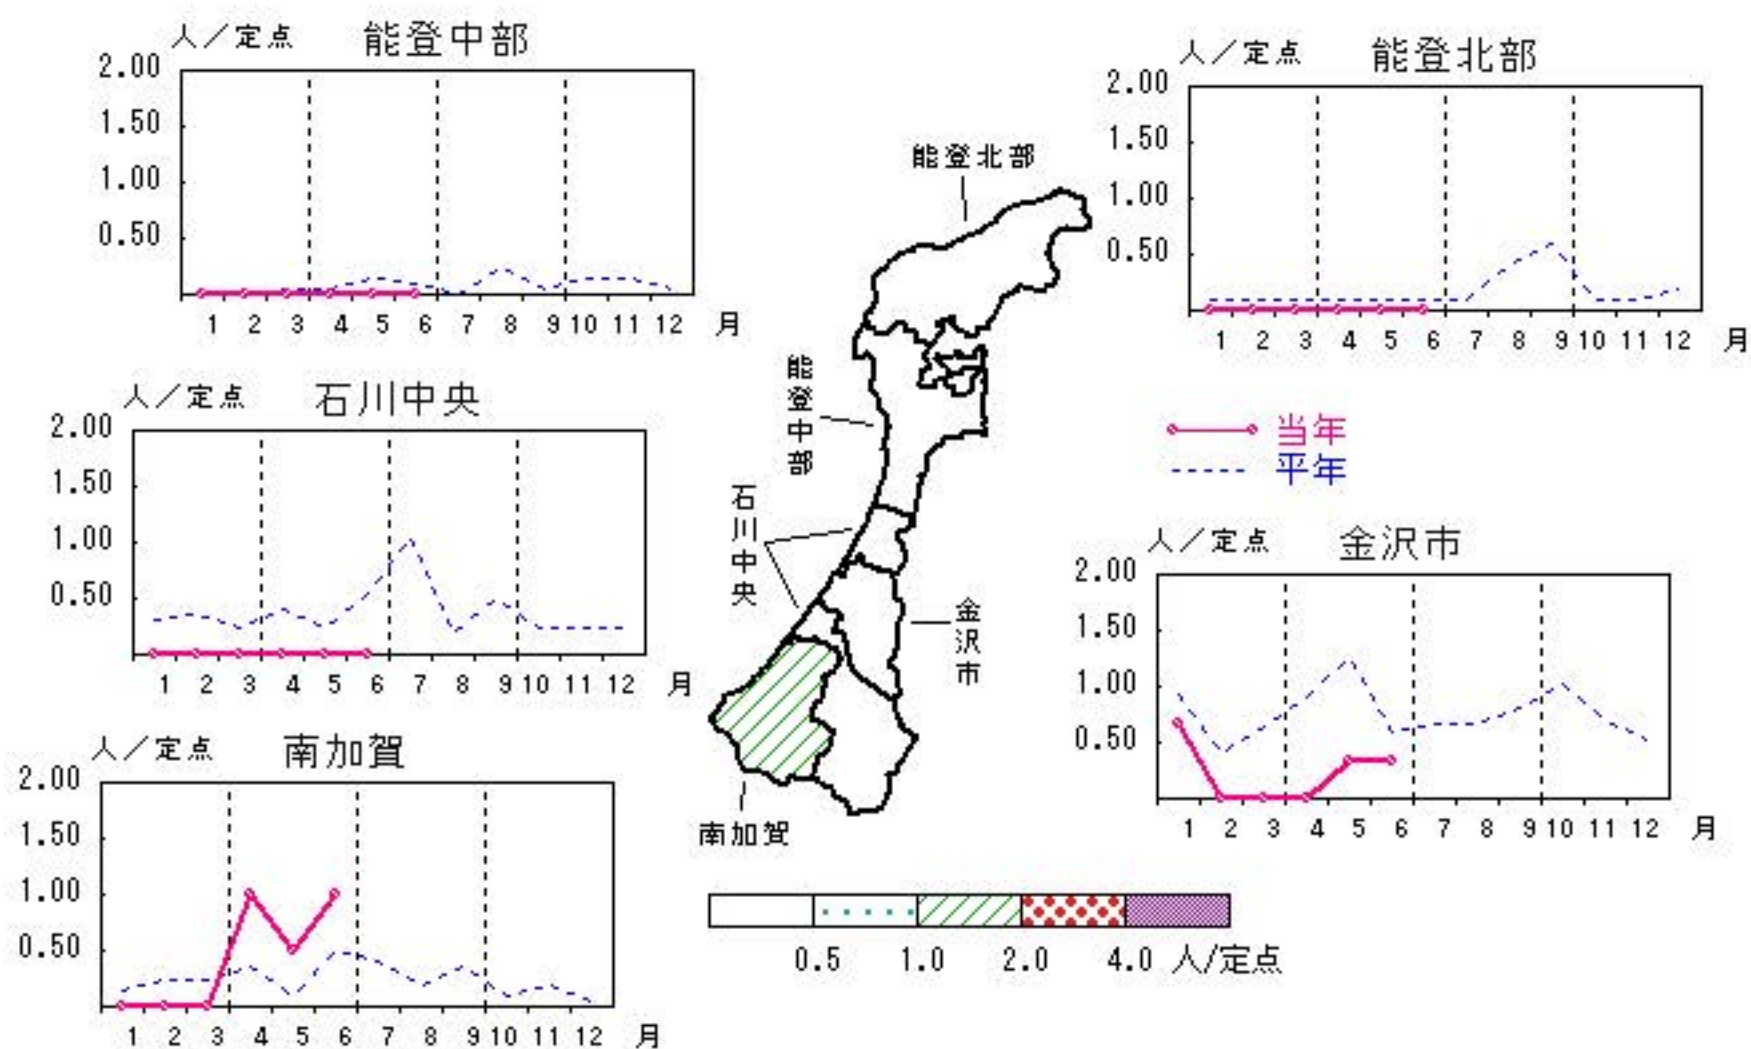 人／定点 能登中部
2.00
1.50
1.00
0.50
1 2 3 4 5 6 7 8 9 10 11 12 月
人／定点 能登北部
2.00
1.50
1.00
0.50
1 2 3 4 5 6 7 8 9 10 11 12 月
能登北部
能登中部
石川中央
金沢市
南加賀
人／定点 石川中央
2.00
1.50
1.00
0.50
1 2 3 4 5 6 7 8 9 10 11 12 月
当年
平年
人／定点 金沢市
2.00
1.50
1.00
0.50
1 2 3 4 5 6 7 8 9 10 11 12 月
人／定点 南加賀
2.00
1.50
1.00
0.50
1 2 3 4 5 6 7 8 9 10 11 12 月
0.5 1.0 2.0 4.0 人/定点